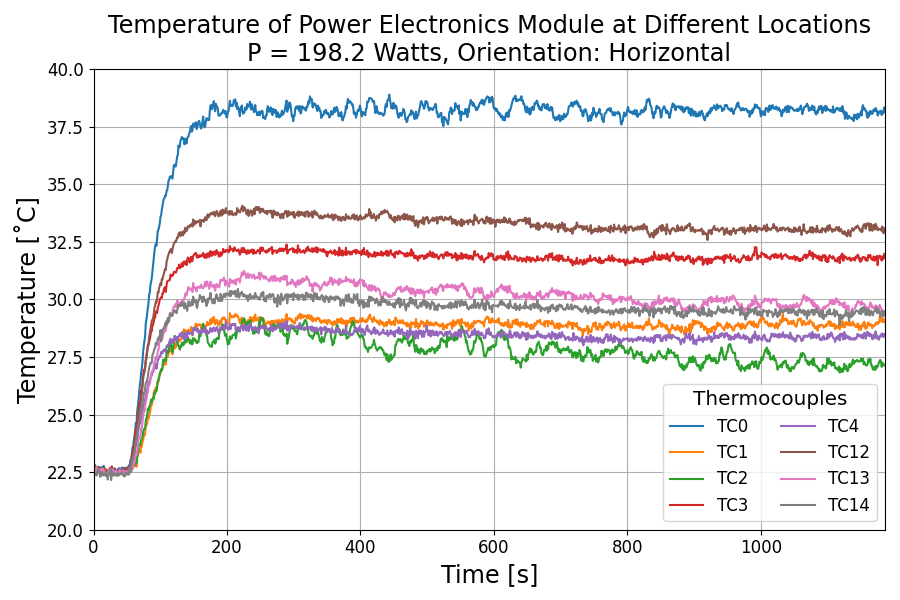 Temperature of Power Electronics Module at Different Locations
P = 198.2 Watts, Orientation: Horizontal
Temperature [˚C]
40.0
37.5
35.0
32.5
30.0
27.5
25.0
22.5
20.0
Thermocouples
TC0 TC4
TC1 TC12
TC2 TC13
TC3 TC14
0 200 400 600 800 1000
Time [s]